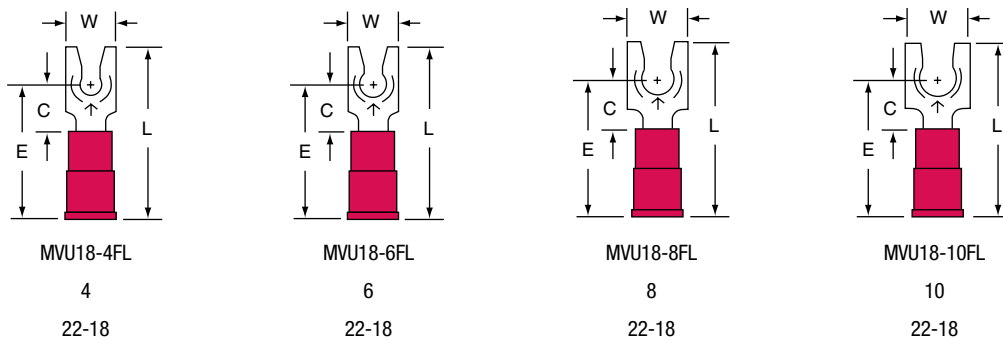 W W W W
C C C C
E E E E
L L L L
MVU18-4FL MVU18-6FL MVU18-8FL MVU18-10FL
4 6 8 10
22-18 22-18 22-18 22-18